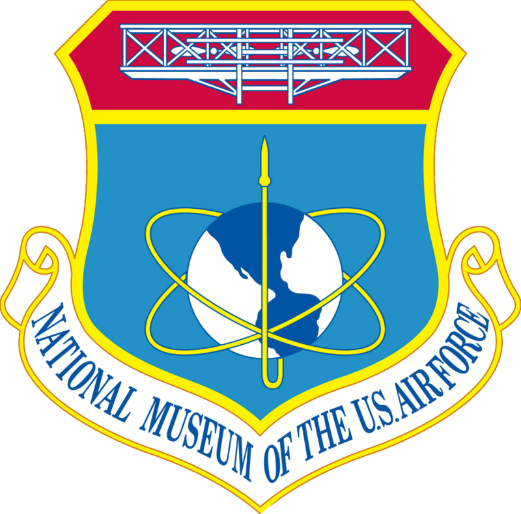 NATIONAL MUSEUM OF THE U.S. AIR FORCE